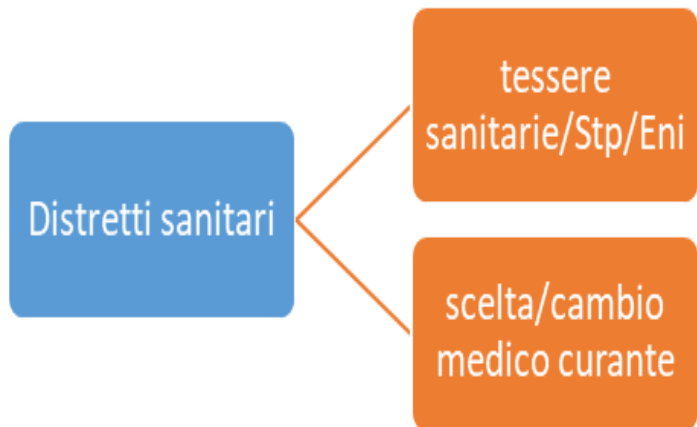 Distretti sanitari
tessere
sanitarie/Stp/Eni
scelta/cambio
medico curante